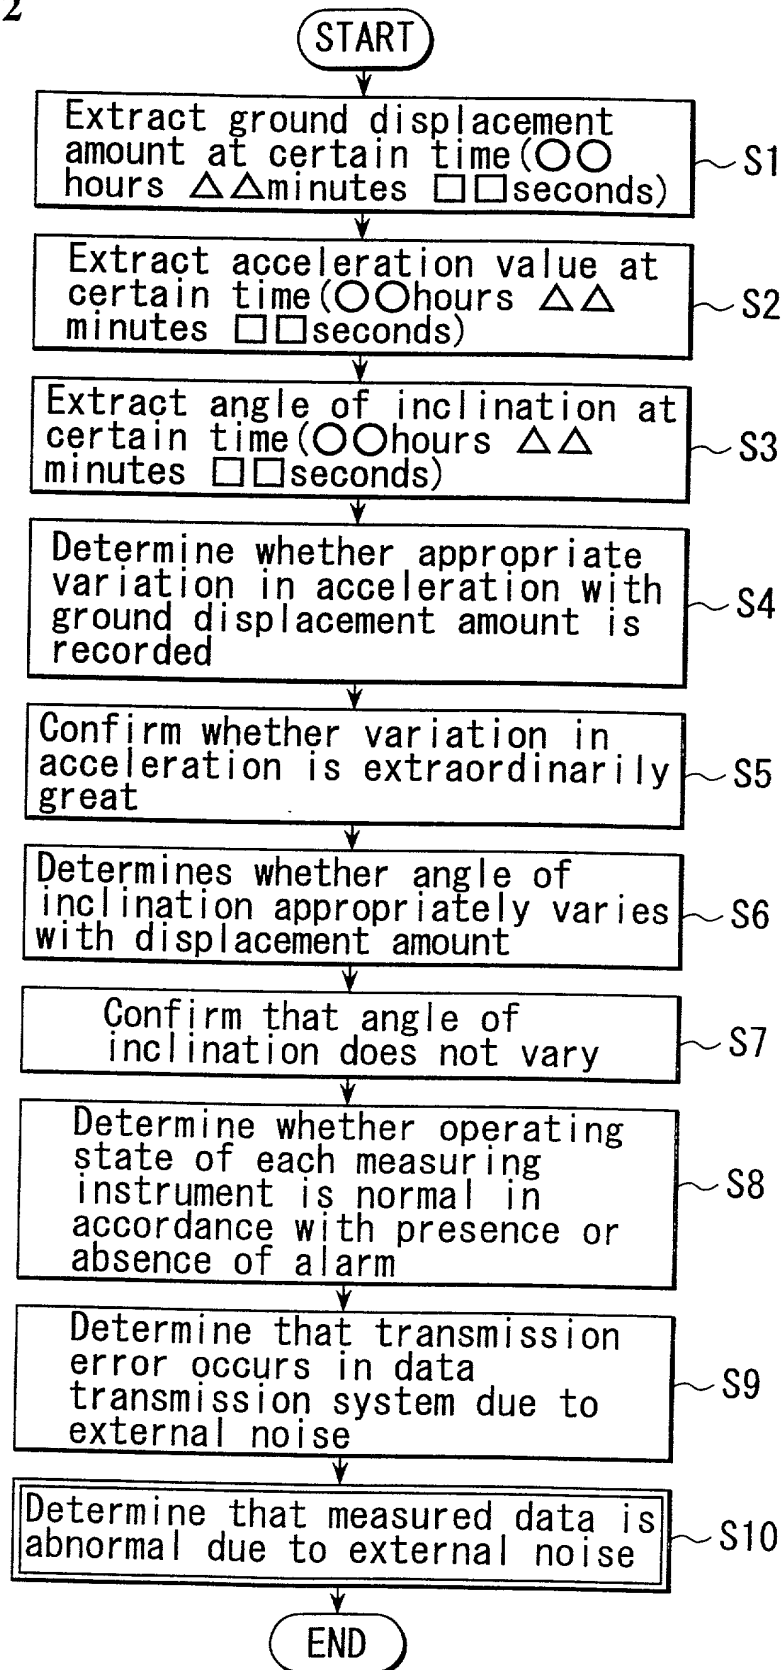 2
START
Extract ground displacement
amount at certain time(○○
hours △△minutes □□seconds)
S1
Extract acceleration value at
certain time(○○hours △△
minutes □□seconds)
S2
Extract angle of inclination at
certain time(○○hours △△
minutes □□seconds)
S3
Determine whether appropriate
variation in acceleration with
ground displacement amount is
recorded
S4
Confirm whether variation in
acceleration is extraordinarily
great
S5
Determines whether angle of
inclination appropriately varies
with displacement amount
S6
Confirm that angle of
inclination does not vary
S7
Determine whether operating
state of each measuring
instrument is normal in
accordance with presence or
absence of alarm
S8
Determine that transmission
error occurs in data
transmission system due to
external noise
S9
Determine that measured data is
abnormal due to external noise
S10
END